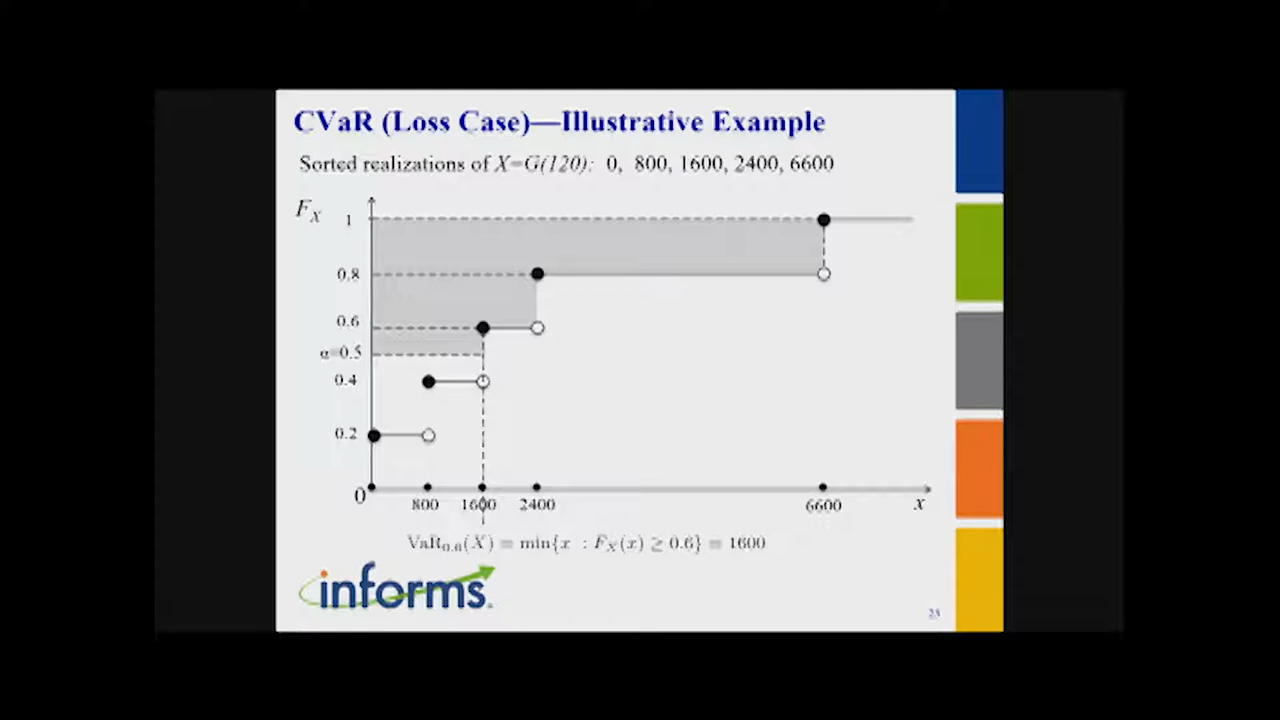 CVaR (Loss Case)—Illustrative Example
Sorted realizations of X=G(120): 0, 800, 1600, 2400, 6600
F_X
1
0.8
0.6
α=0.5
0.4
0.2
0
800 1600 2400 6600 x
VaR_0.6(X) = min{x : F_X(x) ≥ 0.6} = 1600
informs.